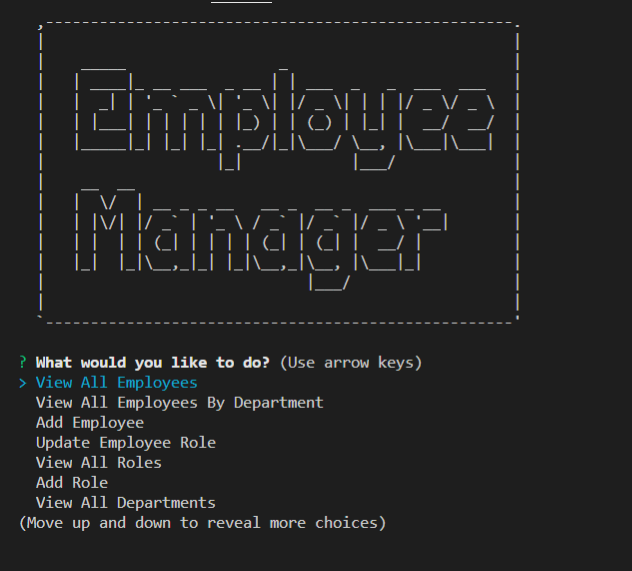 Employee
Manager
? What would you like to do? (Use arrow keys)
> View All Employees
View All Employees By Department
Add Employee
Update Employee Role
View All Roles
Add Role
View All Departments
(Move up and down to reveal more choices)